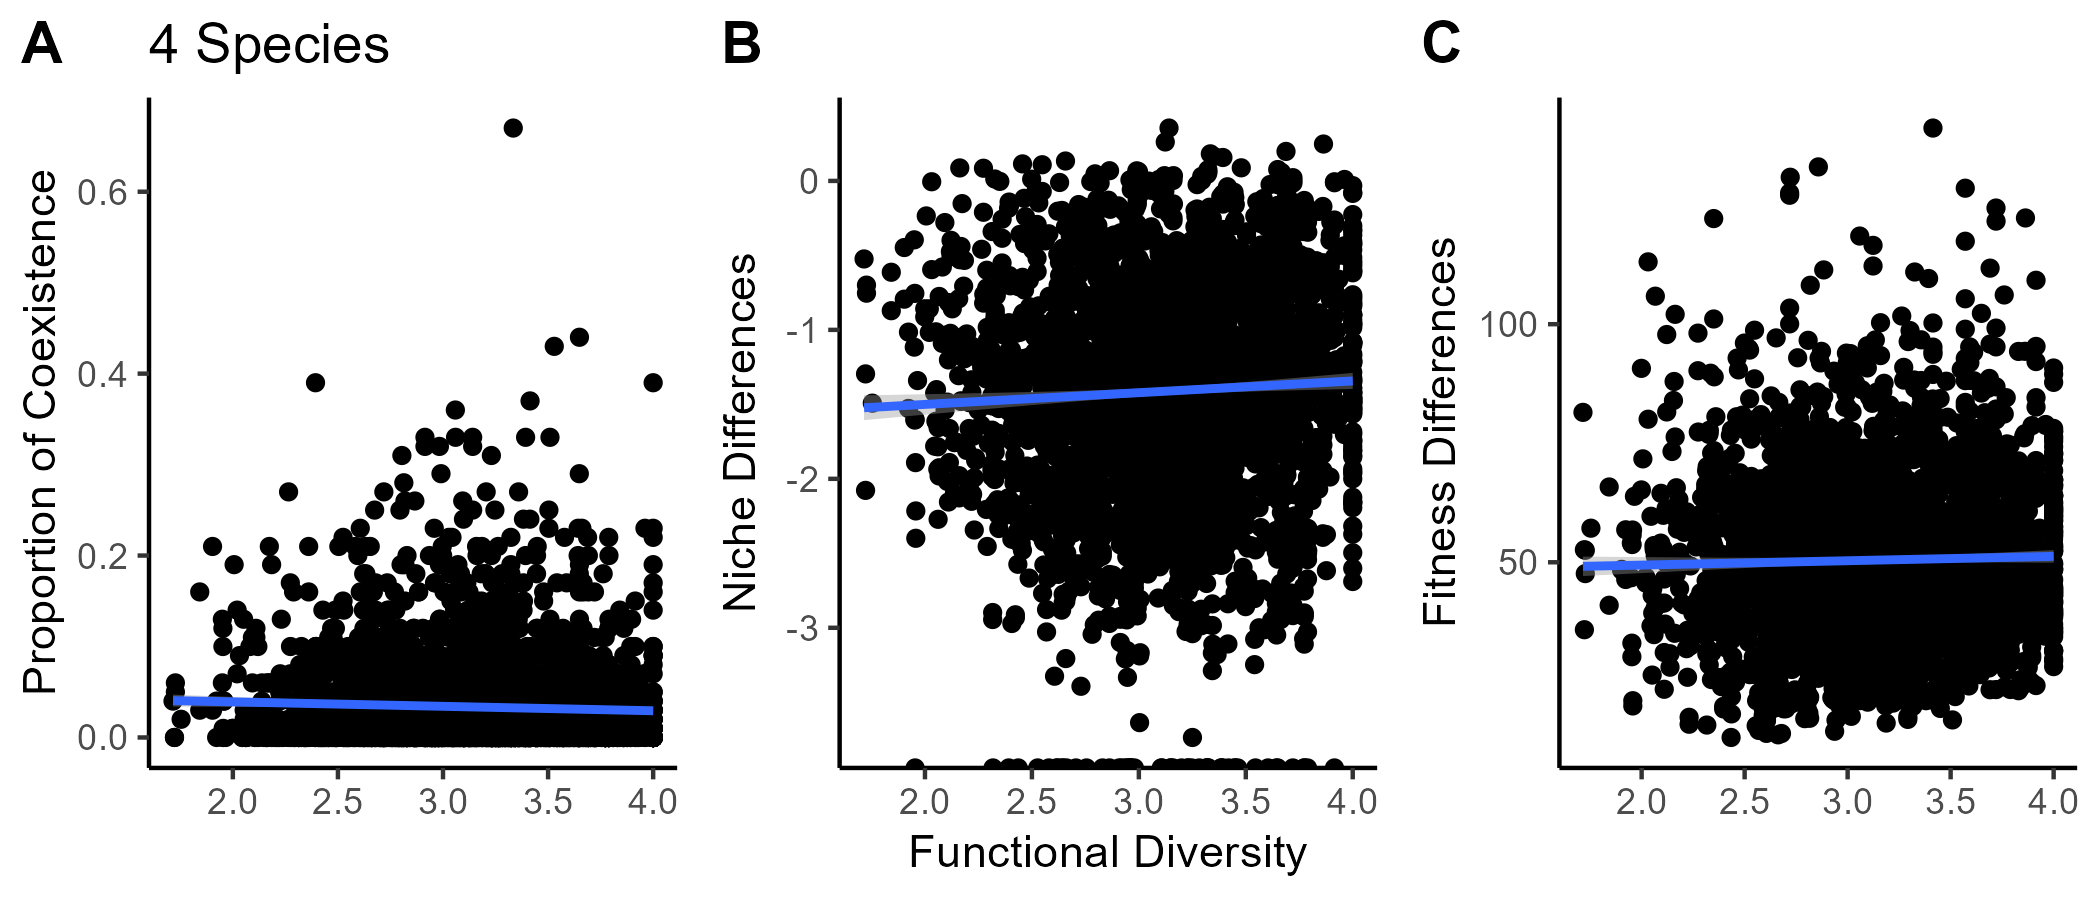 A 4 Species B C
Proportion of Coexistence
0.6
0.4
0.2
0.0
2.0 2.5 3.0 3.5 4.0
Niche Differences
0
-1
-2
-3
2.0 2.5 3.0 3.5 4.0
Functional Diversity
Fitness Differences
100
50
2.0 2.5 3.0 3.5 4.0